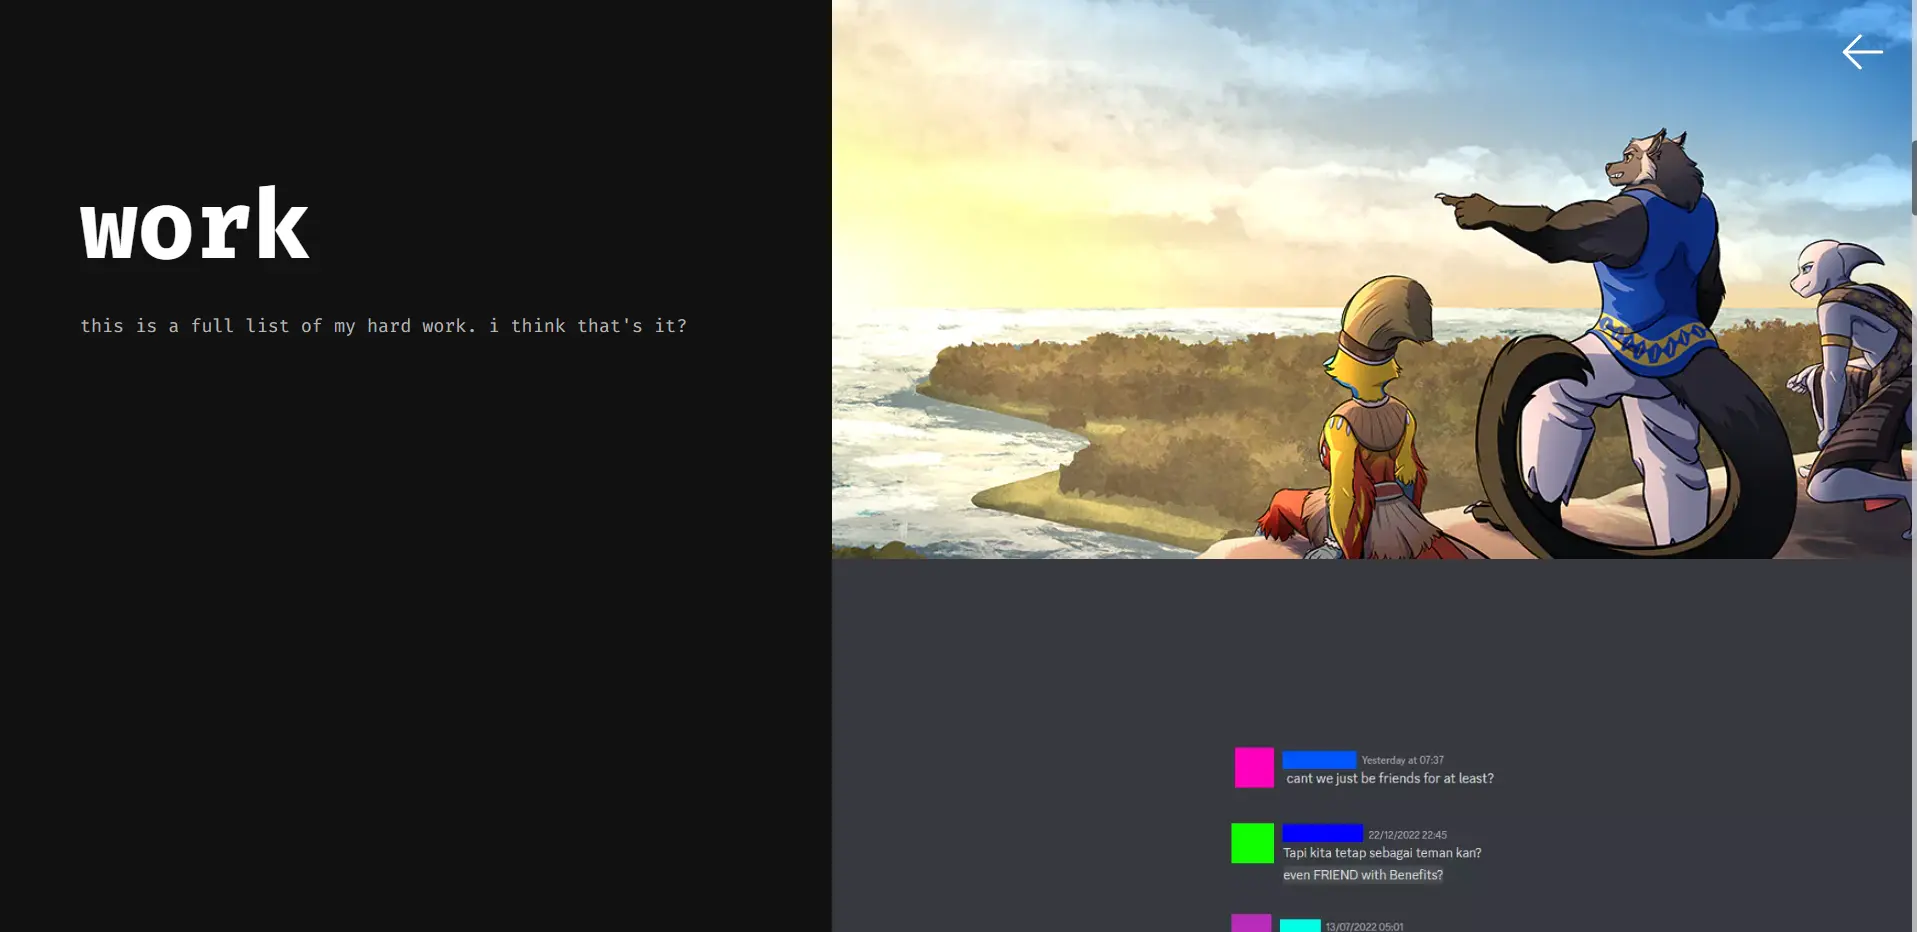 work
this is a full list of my hard work. i think that's it?
Yesterday at 07:37
cant we just be friends for at least?
22/12/2022 22:45
Tapi kita tetap sebagai teman kan?
even FRIEND with Benefits?
13/07/2022 05:01